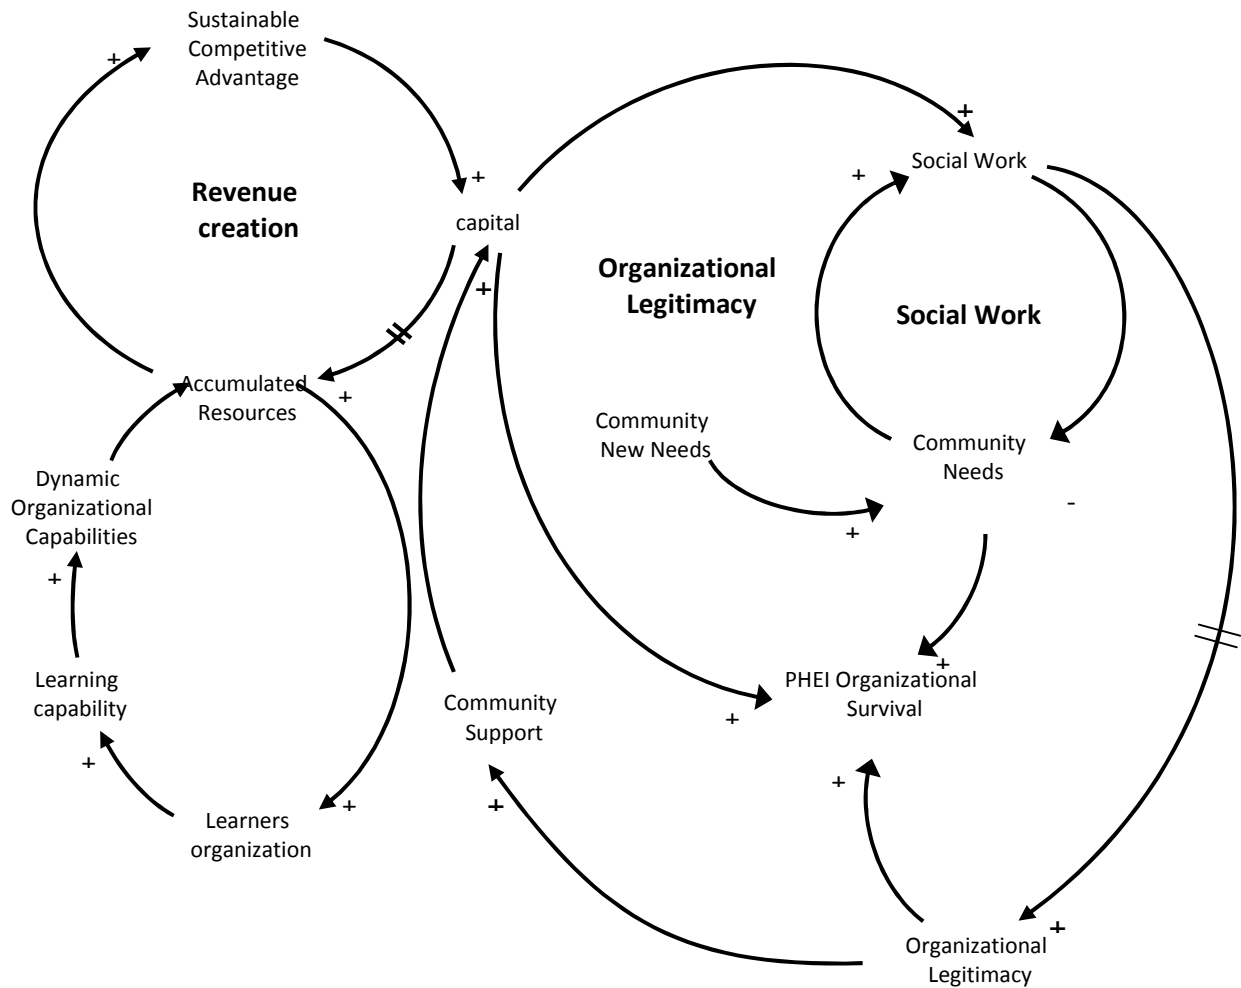 Sustainable
Competitive
Advantage
+
+
Revenue
creation
capital
+
+
Social Work
+
Organizational
Legitimacy
Social Work
Accumulated
Resources
+
Community
New Needs
+
Community
Needs
-
Dynamic
Organizational
Capabilities
+
Learning
capability
+
Learners
organization
+
Community
Support
+
PHEI Organizational
Survival
+
+
+
Organizational
Legitimacy
+